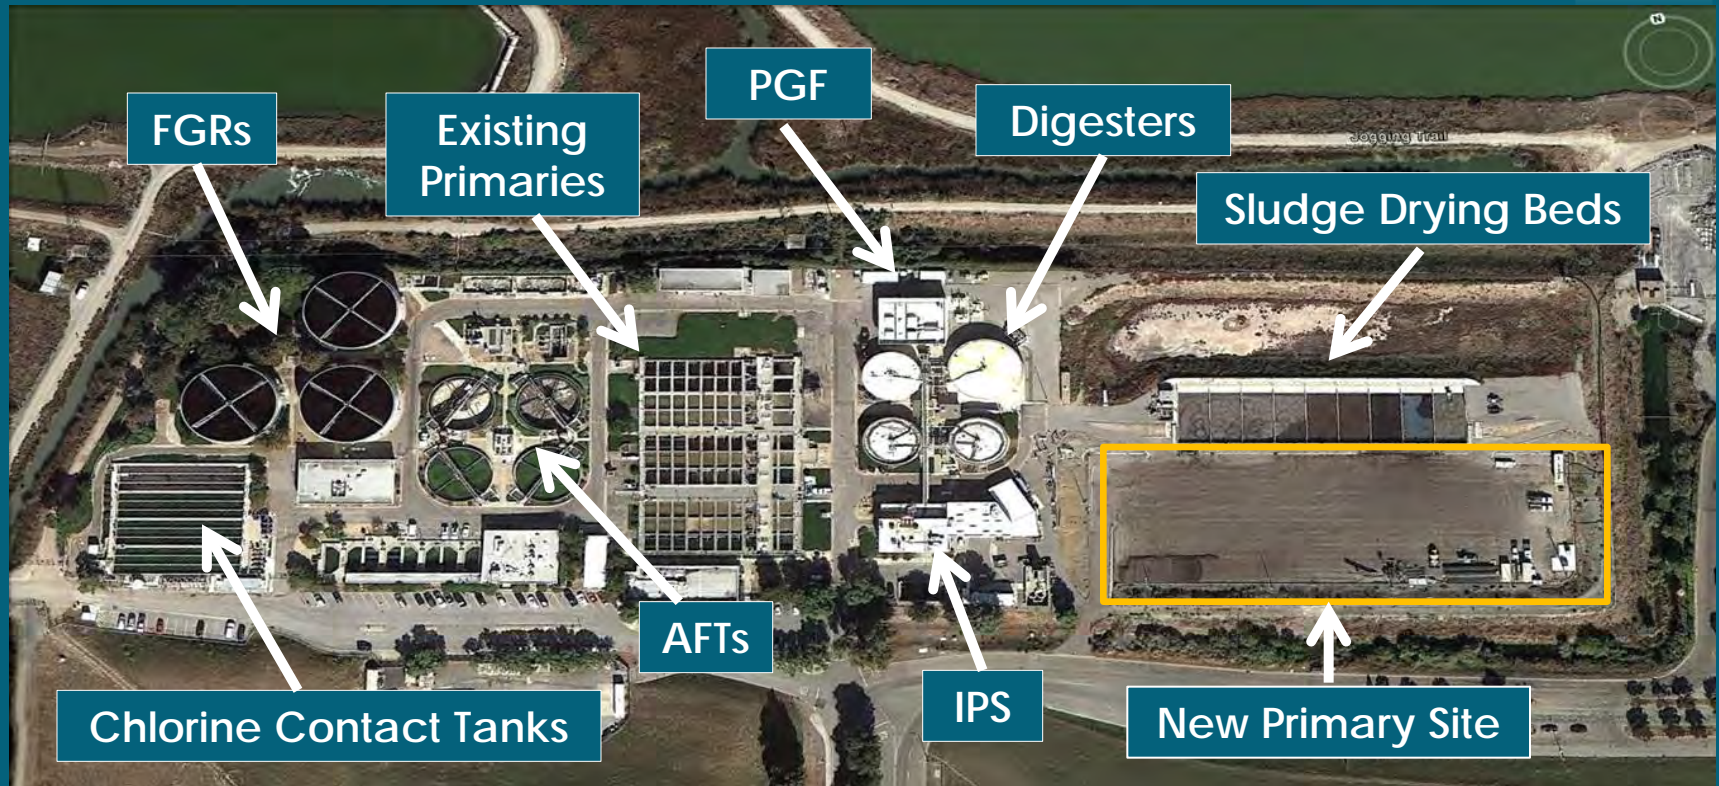 N
PGF
FGRs
Existing
Primaries
Digesters
Jogging Trail
Sludge Drying Beds
AFTs
IPS
Chlorine Contact Tanks
New Primary Site